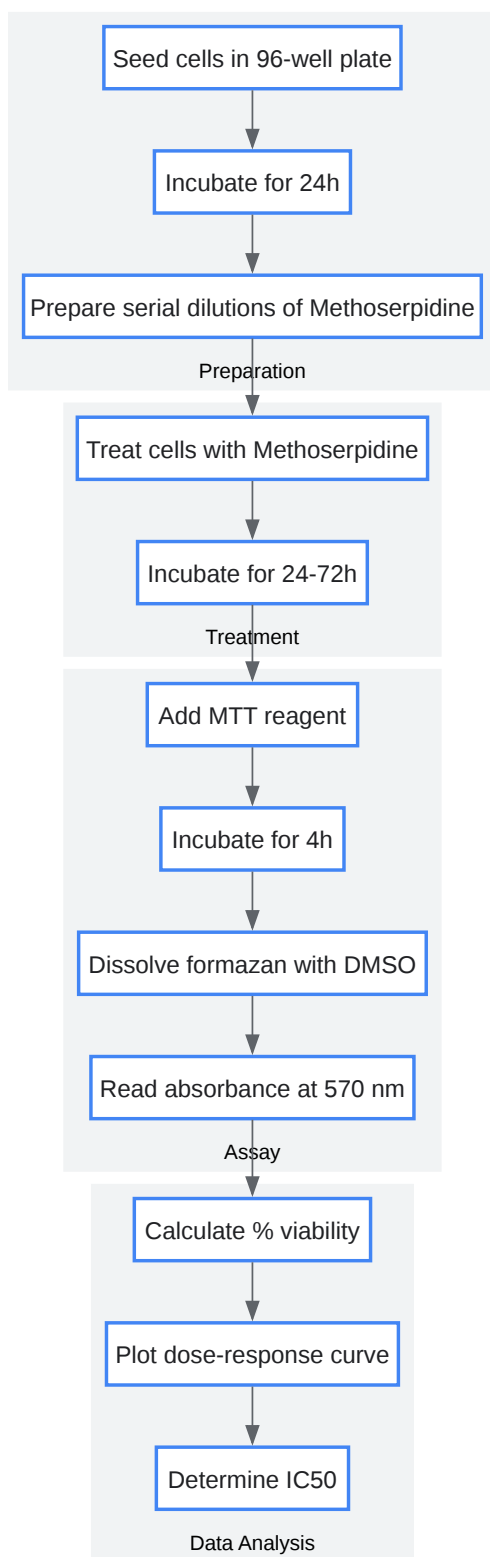 Seed cells in 96-well plate
Incubate for 24h
Prepare serial dilutions of Methoserpidine
Preparation
Treat cells with Methoserpidine
Incubate for 24-72h
Treatment
Add MTT reagent
Incubate for 4h
Dissolve formazan with DMSO
Read absorbance at 570 nm
Assay
Calculate % viability
Plot dose-response curve
Determine IC50
Data Analysis